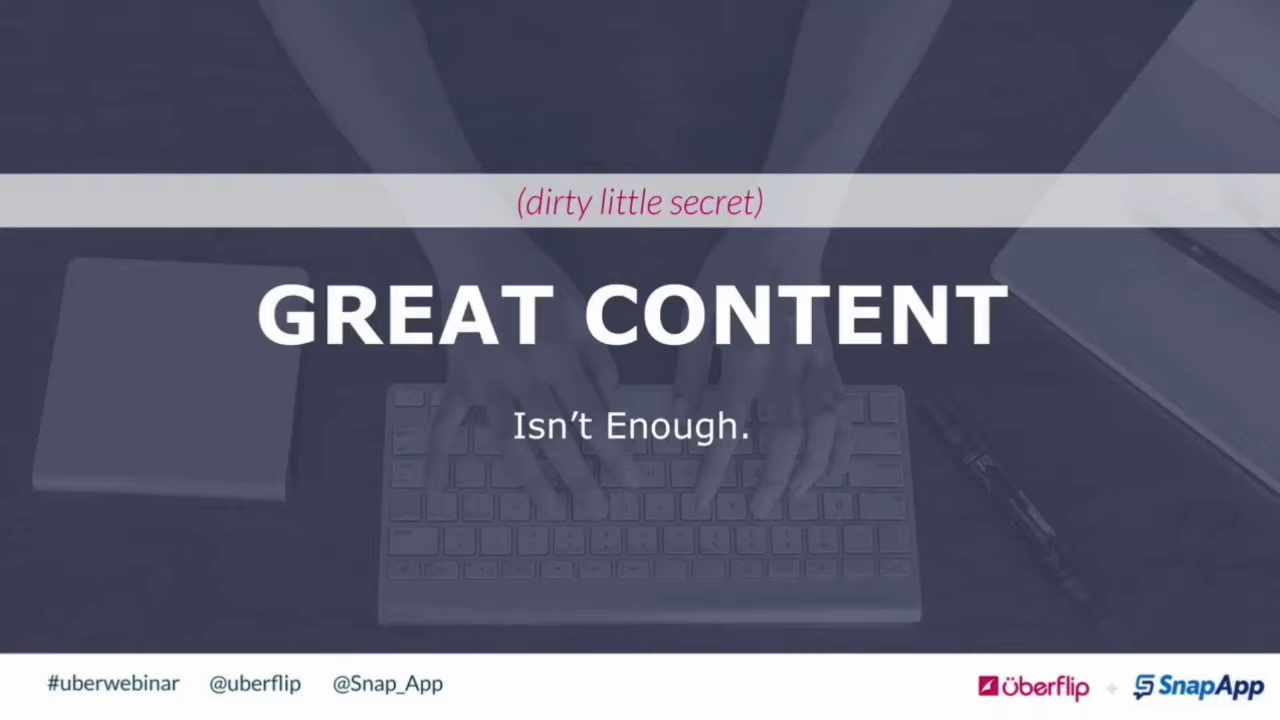 (dirty little secret)
GREAT CONTENT
Isn’t Enough.
#uberwebinar @uberflip @Snap_App
überflip + SnapApp